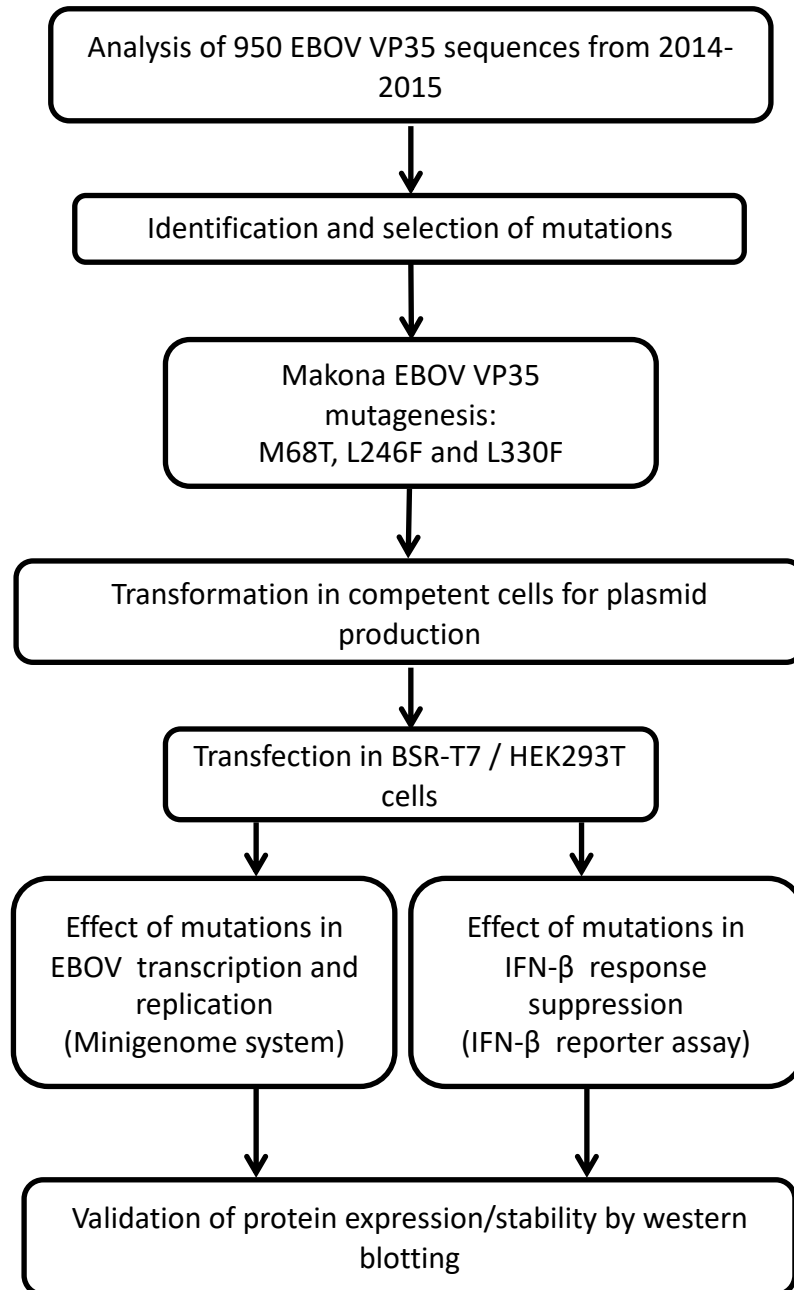 Analysis of 950 EBOV VP35 sequences from 2014-
2015
Identification and selection of mutations
Makona EBOV VP35
mutagenesis:
M68T, L246F and L330F
Transformation in competent cells for plasmid
production
Transfection in BSR-T7 / HEK293T
cells
Effect of mutations in
EBOV transcription and
replication
(Minigenome system)
Effect of mutations in
IFN-β response
suppression
(IFN-β reporter assay)
Validation of protein expression/stability by western
blotting